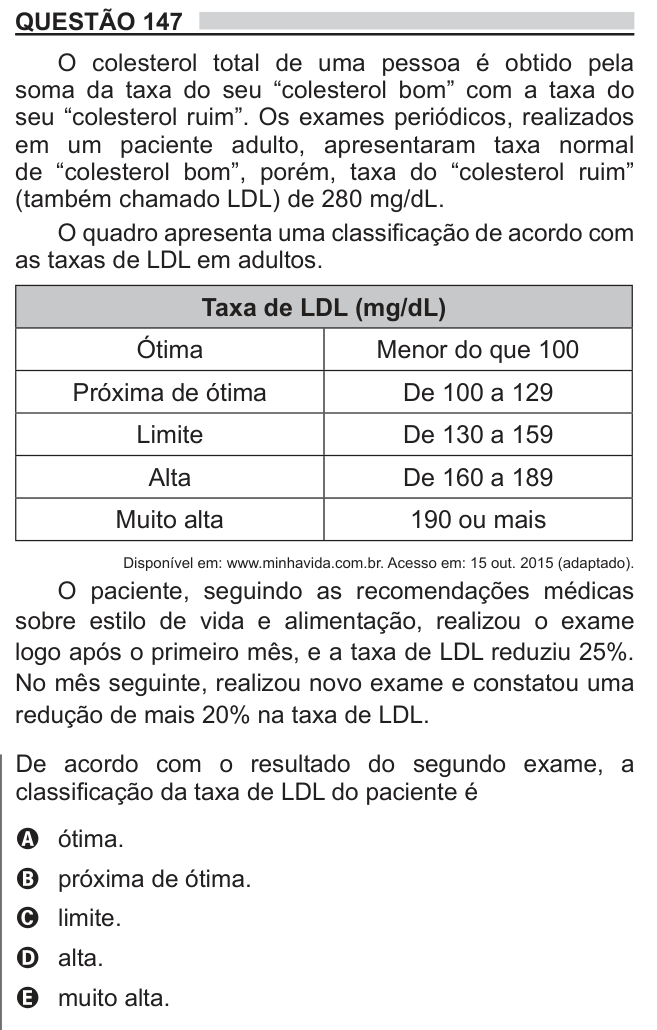 QUESTÃO 147
O colesterol total de uma pessoa é obtido pela
soma da taxa do seu “colesterol bom” com a taxa do
seu “colesterol ruim”. Os exames periódicos, realizados
em um paciente adulto, apresentaram taxa normal
de “colesterol bom”, porém, taxa do “colesterol ruim”
(também chamado LDL) de 280 mg/dL.
O quadro apresenta uma classificação de acordo com
as taxas de LDL em adultos.
Taxa de LDL (mg/dL)
Ótima Menor do que 100
Próxima de ótima De 100 a 129
Limite De 130 a 159
Alta De 160 a 189
Muito alta 190 ou mais
Disponível em: www.minhavida.com.br. Acesso em: 15 out. 2015 (adaptado).
O paciente, seguindo as recomendações médicas
sobre estilo de vida e alimentação, realizou o exame
logo após o primeiro mês, e a taxa de LDL reduziu 25%.
No mês seguinte, realizou novo exame e constatou uma
redução de mais 20% na taxa de LDL.
De acordo com o resultado do segundo exame, a
classificação da taxa de LDL do paciente é
A ótima.
B próxima de ótima.
C limite.
D alta.
E muito alta.